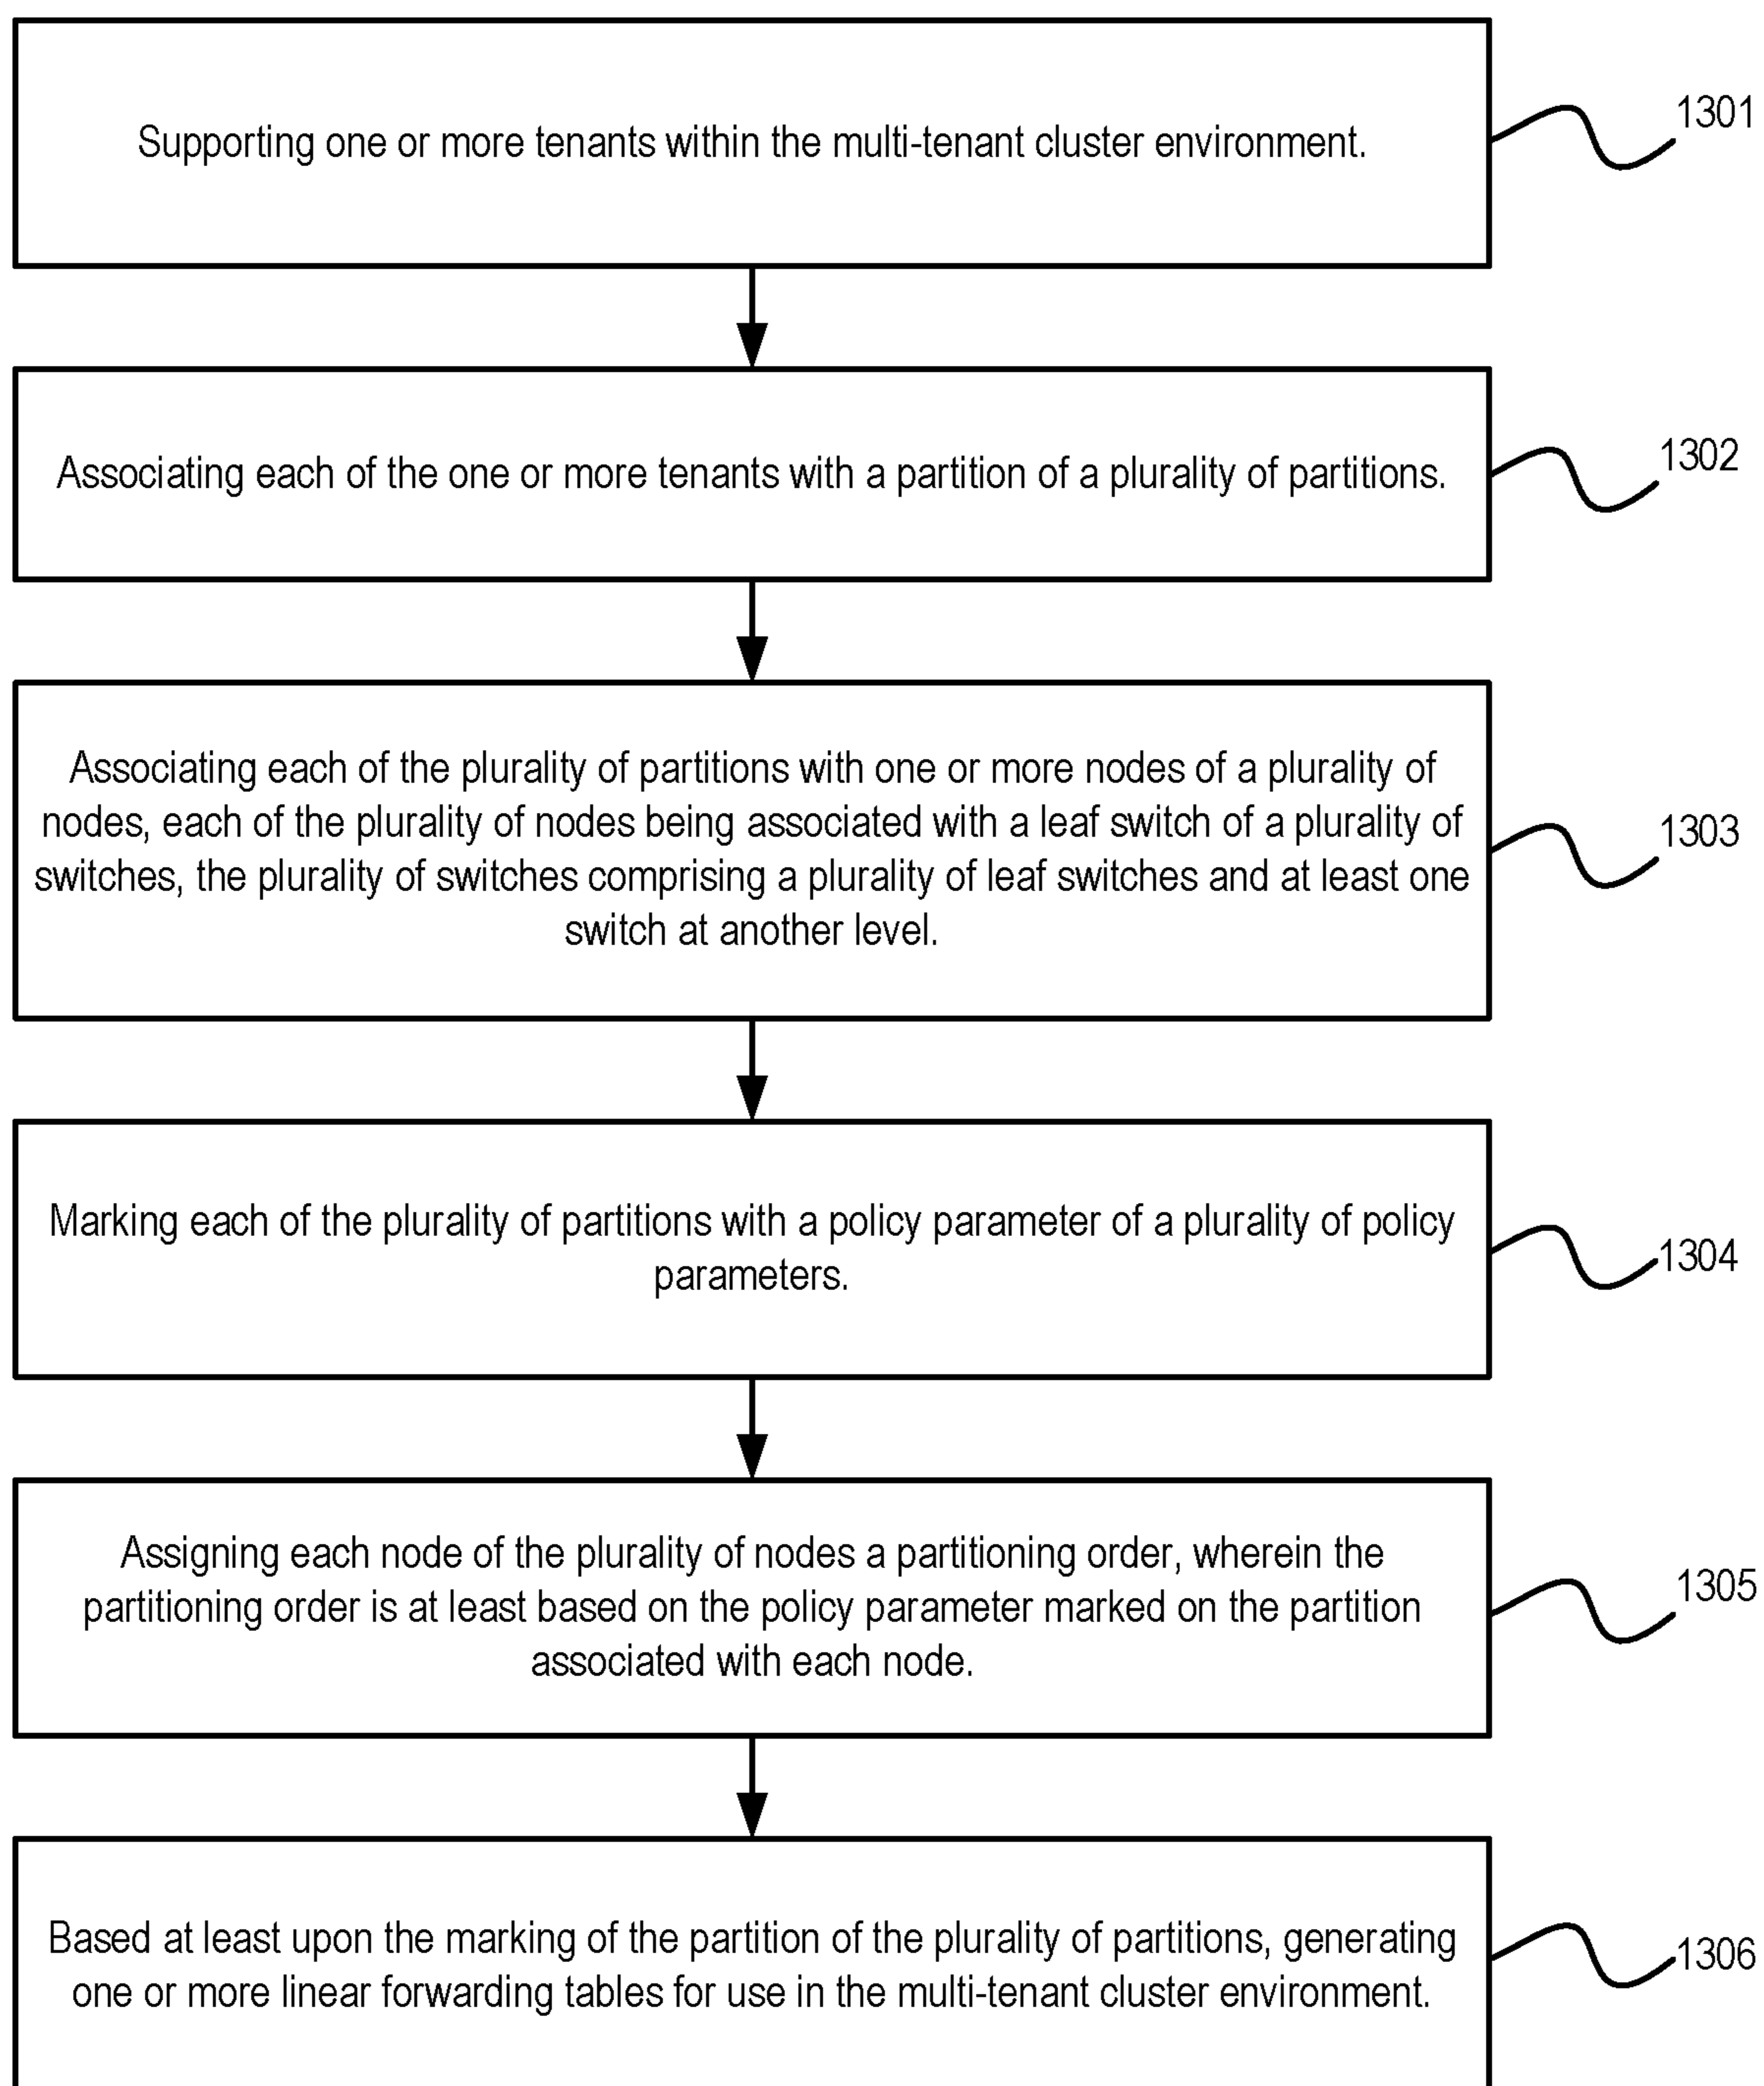 Supporting one or more tenants within the multi-tenant cluster environment.
1301
Associating each of the one or more tenants with a partition of a plurality of partitions.
1302
Associating each of the plurality of partitions with one or more nodes of a plurality of
nodes, each of the plurality of nodes being associated with a leaf switch of a plurality of
switches, the plurality of switches comprising a plurality of leaf switches and at least one
switch at another level.
1303
Marking each of the plurality of partitions with a policy parameter of a plurality of policy
parameters.
1304
Assigning each node of the plurality of nodes a partitioning order, wherein the
partitioning order is at least based on the policy parameter marked on the partition
associated with each node.
1305
Based at least upon the marking of the partition of the plurality of partitions, generating
one or more linear forwarding tables for use in the multi-tenant cluster environment.
1306